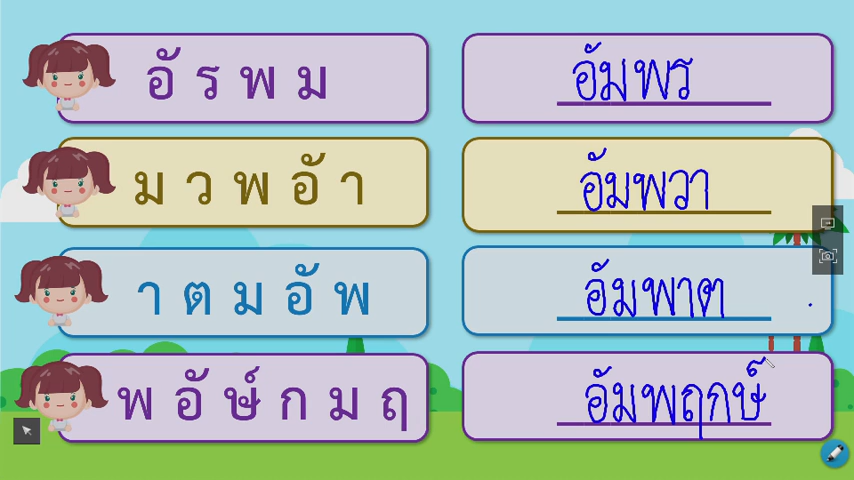 อั ร พ ม
อัมพร
ม ว พ อั า
อัมพวา
า ต ม อั พ
อัมพาต
พ อั ษ์ ก ม ฤ
อัมพฤกษ์